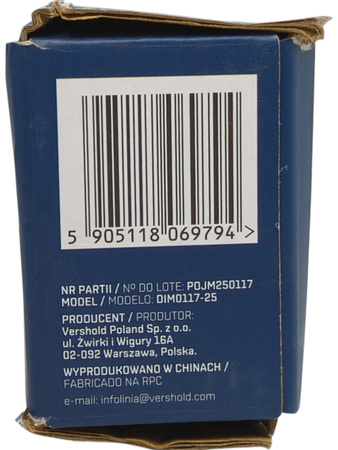 5 905118 069794 >
NR PARTII / Nº DO LOTE: POJM250117
MODEL / MODELO: DIM0117-25
PRODUCENT / PRODUTOR:
Vershold Poland Sp. z o.o.
ul. Żwirki i Wigury 16A
02-092 Warszawa, Polska.
WYPRODUKOWANO W CHINACH /
FABRICADO NA RPC
e-mail: infolinia@vershold.com